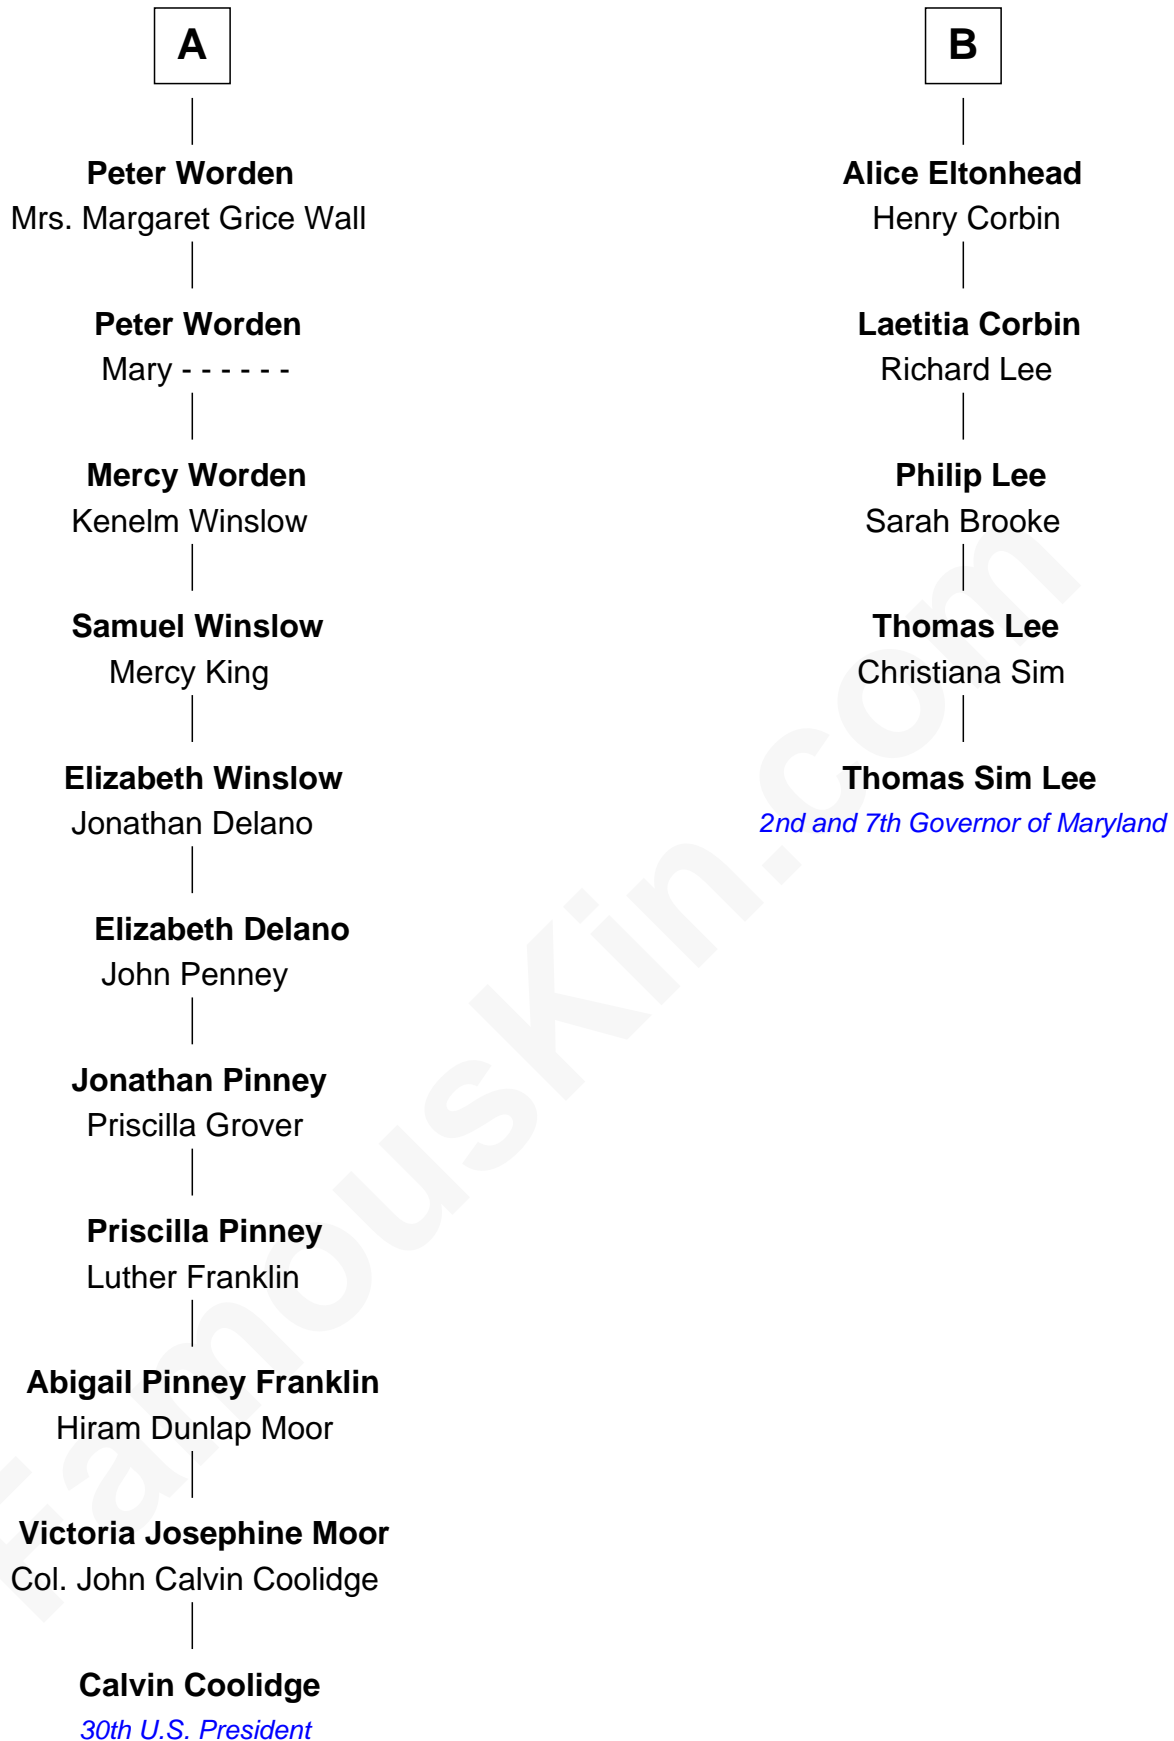 A
Peter Worden
Mrs. Margaret Grice Wall
Peter Worden
Mary - - - - - -
Mercy Worden
Kenelm Winslow
Samuel Winslow
Mercy King
Elizabeth Winslow
Jonathan Delano
Elizabeth Delano
John Penney
Jonathan Pinney
Priscilla Grover
Priscilla Pinney
Luther Franklin
Abigail Pinney Franklin
Hiram Dunlap Moor
Victoria Josephine Moor
Col. John Calvin Coolidge
Calvin Coolidge
30th U.S. President
B
Alice Eltonhead
Henry Corbin
Laetitia Corbin
Richard Lee
Philip Lee
Sarah Brooke
Thomas Lee
Christiana Sim
Thomas Sim Lee
2nd and 7th Governor of Maryland
FamousKin.com